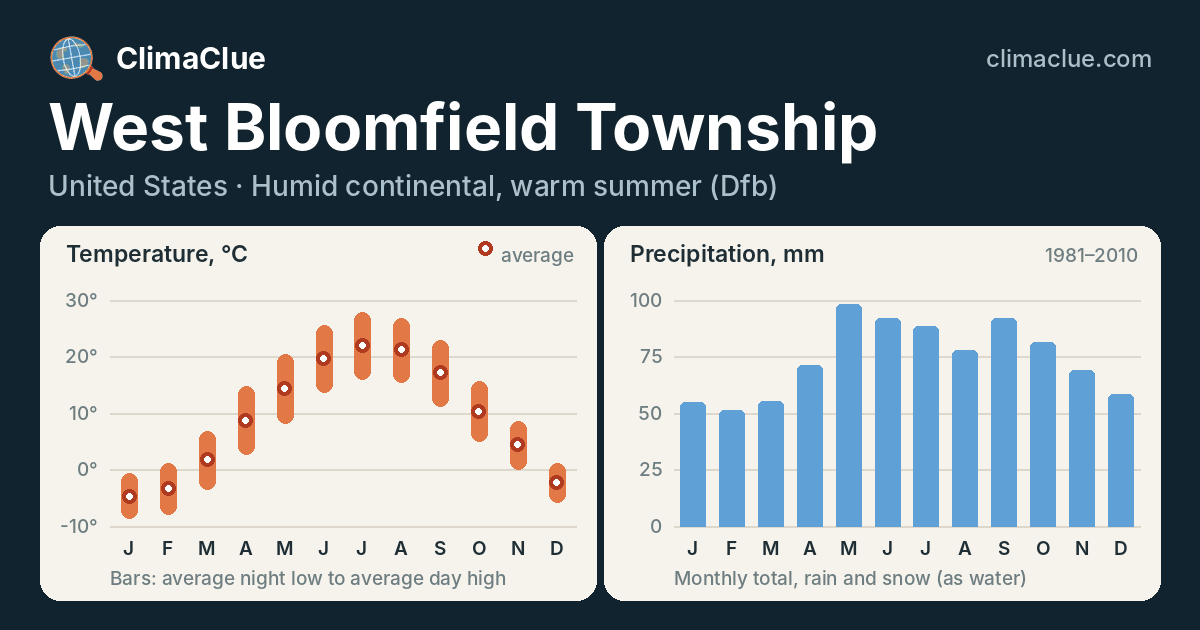 ClimaClue
climaclue.com
West Bloomfield Township
United States · Humid continental, warm summer (Dfb)
Temperature, °C
average
30°
20°
10°
0°
-10°
J F M A M J J A S O N D
Bars: average night low to average day high
Precipitation, mm
1981–2010
100
75
50
25
0
J F M A M J J A S O N D
Monthly total, rain and snow (as water)